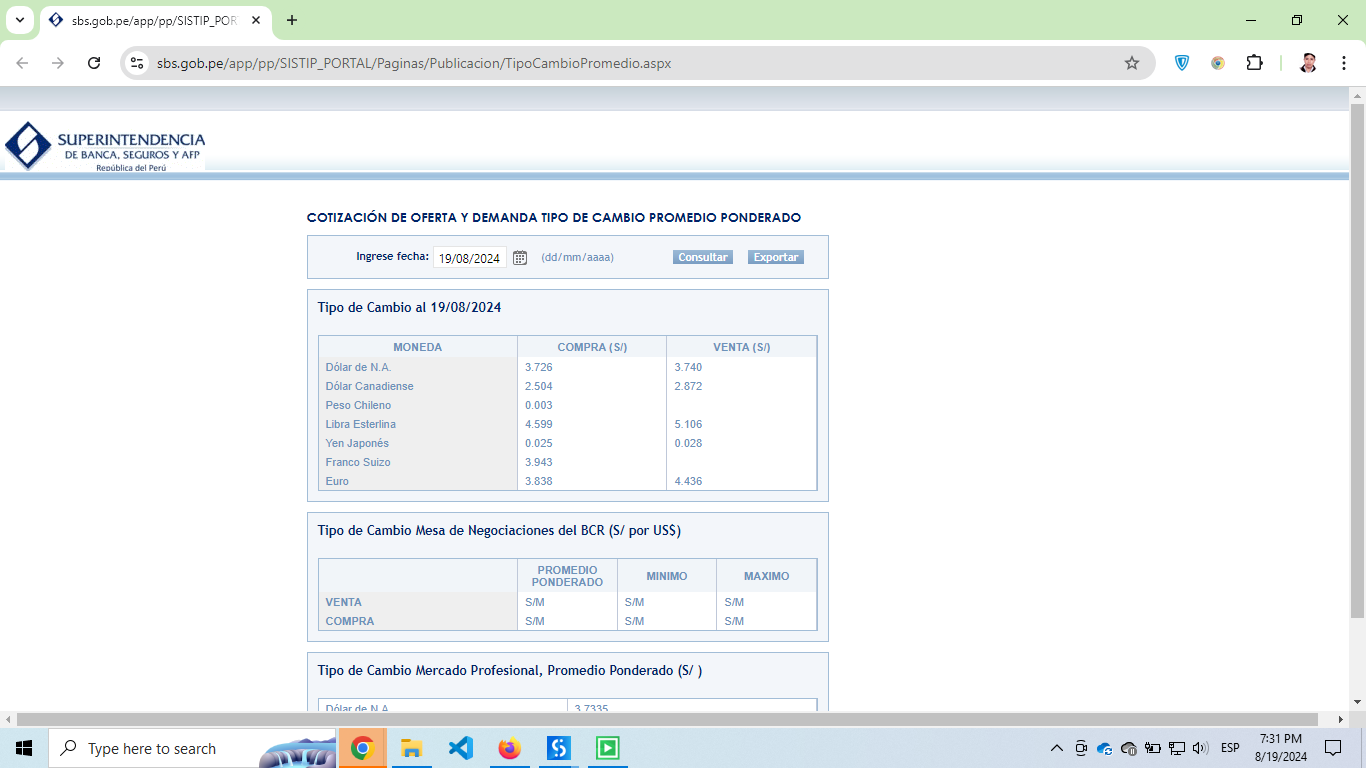 sbs.gob.pe/app/pp/SISTIP_POR
sbs.gob.pe/app/pp/SISTIP_PORTAL/Paginas/Publicacion/TipoCambioPromedio.aspx
SUPERINTENDENCIA
DE BANCA, SEGUROS Y AFP
República del Perú
COTIZACIÓN DE OFERTA Y DEMANDA TIPO DE CAMBIO PROMEDIO PONDERADO
Ingrese fecha: 19/08/2024 (dd/mm/aaaa) Consultar Exportar
Tipo de Cambio al 19/08/2024
MONEDA COMPRA (S/) VENTA (S/)
Dólar de N.A. 3.726 3.740
Dólar Canadiense 2.504 2.872
Peso Chileno 0.003
Libra Esterlina 4.599 5.106
Yen Japonés 0.025 0.028
Franco Suizo 3.943
Euro 3.838 4.436
Tipo de Cambio Mesa de Negociaciones del BCR (S/ por US$)
PROMEDIO PONDERADO MINIMO MAXIMO
VENTA S/M S/M S/M
COMPRA S/M S/M S/M
Tipo de Cambio Mercado Profesional, Promedio Ponderado (S/ )
Dólar de N.A. 3.7335
Type here to search
ESP
7:31 PM
8/19/2024